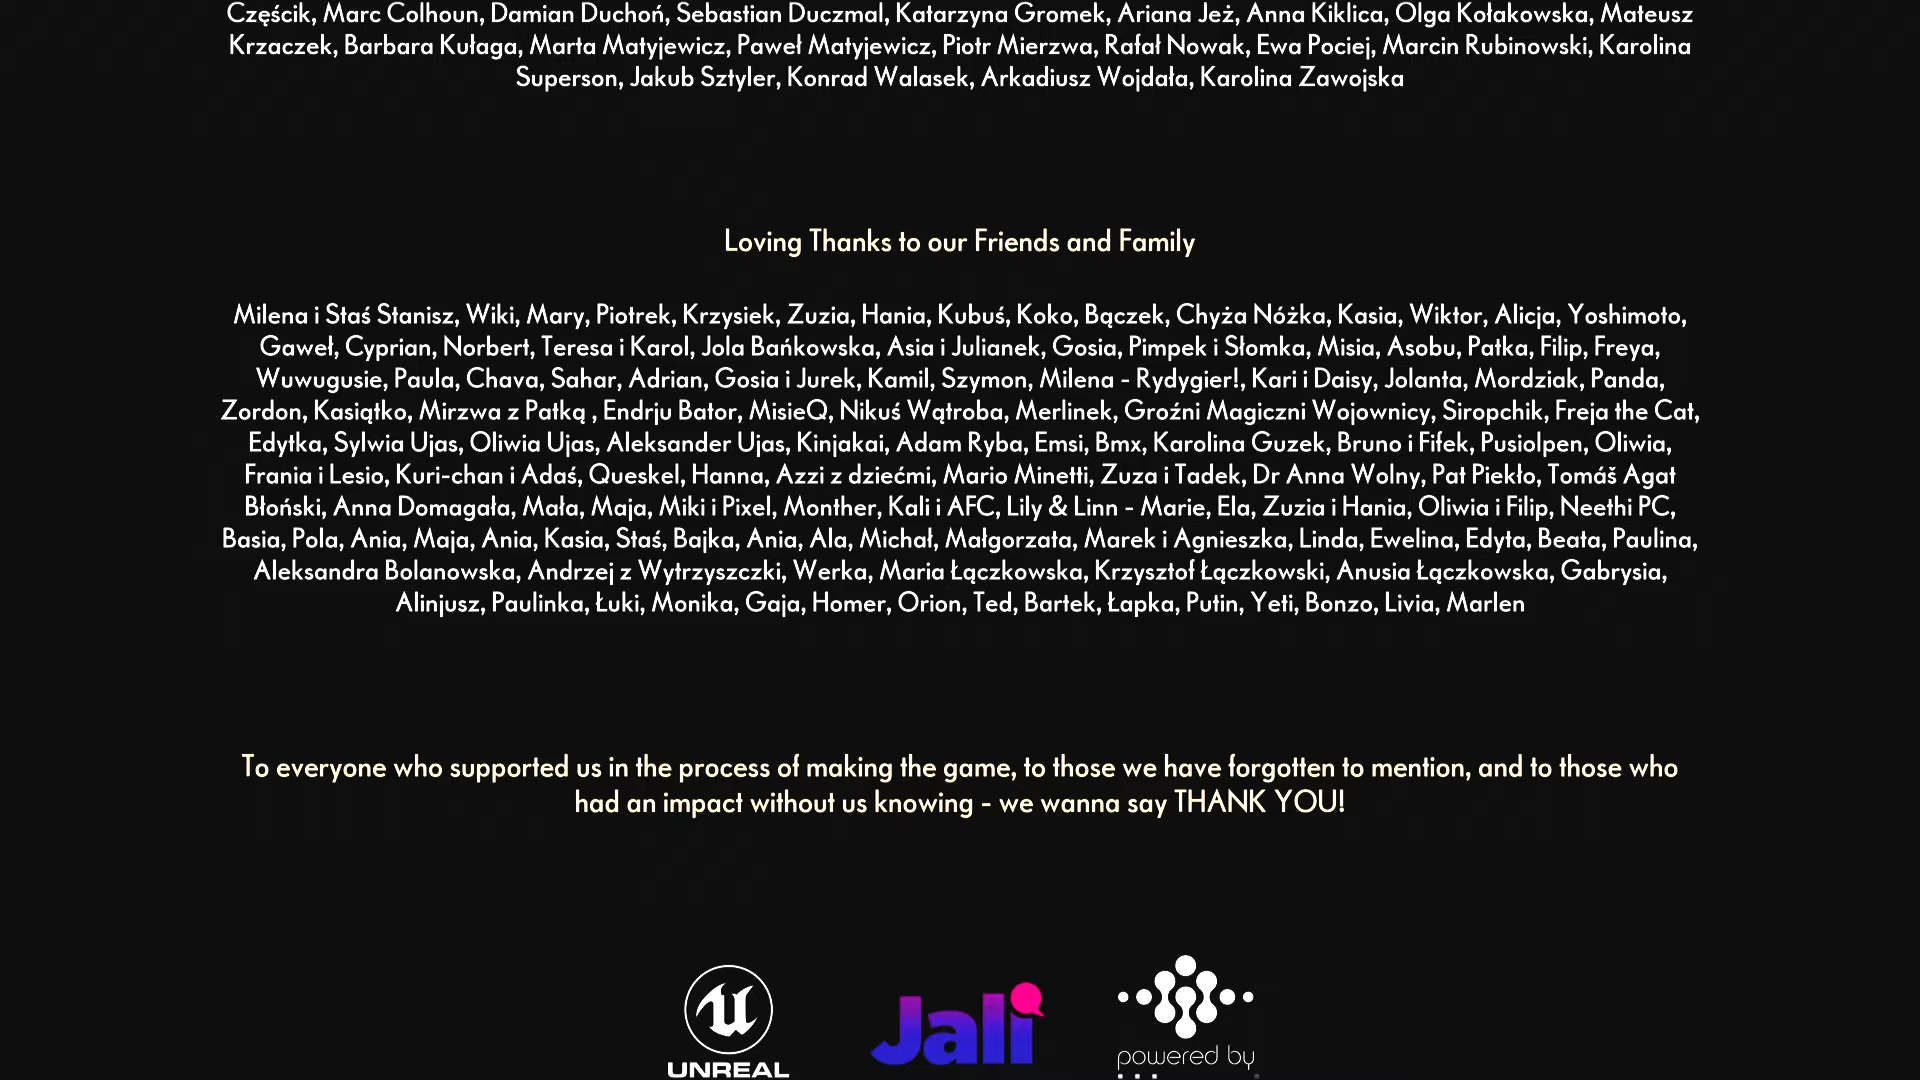 Częścik, Marc Colhoun, Damian Duchoń, Sebastian Duczmal, Katarzyna Gromek, Ariana Jeż, Anna Kiklica, Olga Kołakowska, Mateusz
Krzaczek, Barbara Kułaga, Marta Matyjewicz, Paweł Matyjewicz, Piotr Mierzwa, Rafał Nowak, Ewa Pociej, Marcin Rubinowski, Karolina
Superson, Jakub Sztyler, Konrad Walasek, Arkadiusz Wojdała, Karolina Zawojska
Loving Thanks to our Friends and Family
Milena i Staś Stanisz, Wiki, Mary, Piotrek, Krzysiek, Zuzia, Hania, Kubuś, Koko, Bączek, Chyża Nóżka, Kasia, Wiktor, Alicja, Yoshimoto,
Gaweł, Cyprian, Norbert, Teresa i Karol, Jola Bańkowska, Asia i Julianek, Gosia, Pimpek i Słomka, Misia, Asobu, Patka, Filip, Freya,
Wuwugusie, Paula, Chava, Sahar, Adrian, Gosia i Jurek, Kamil, Szymon, Milena - Rydygier!, Kari i Daisy, Jolanta, Mordziak, Panda,
Zordon, Kasiątko, Mirzwa z Patką , Endrju Bator, MisieQ, Nikuś Wątroba, Merlinek, Groźni Magiczni Wojownicy, Siropchik, Freja the Cat,
Edytka, Sylwia Ujas, Oliwia Ujas, Aleksander Ujas, Kinjakai, Adam Ryba, Emsi, Bmx, Karolina Guzek, Bruno i Fifek, Pusiolpen, Oliwia,
Frania i Lesio, Kuri-chan i Adaś, Queskel, Hanna, Azzi z dziećmi, Mario Minetti, Zuza i Tadek, Dr Anna Wolny, Pat Piekło, Tomáš Agat
Błoński, Anna Domagała, Mała, Maja, Miki i Pixel, Monther, Kali i AFC, Lily & Linn - Marie, Ela, Zuzia i Hania, Oliwia i Filip, Neethi PC,
Basia, Pola, Ania, Maja, Ania, Kasia, Staś, Bajka, Ania, Ala, Michał, Małgorzata, Marek i Agnieszka, Linda, Ewelina, Edyta, Beata, Paulina,
Aleksandra Bolanowska, Andrzej z Wytrzyszczki, Werka, Maria Łączkowska, Krzysztof Łączkowski, Anusia Łączkowska, Gabrysia,
Alinjusz, Paulinka, Łuki, Monika, Gaja, Homer, Orion, Ted, Bartek, Łapka, Putin, Yeti, Bonzo, Livia, Marlen
To everyone who supported us in the process of making the game, to those we have forgotten to mention, and to those who
had an impact without us knowing - we wanna say THANK YOU!
UNREAL
Jali
powered by